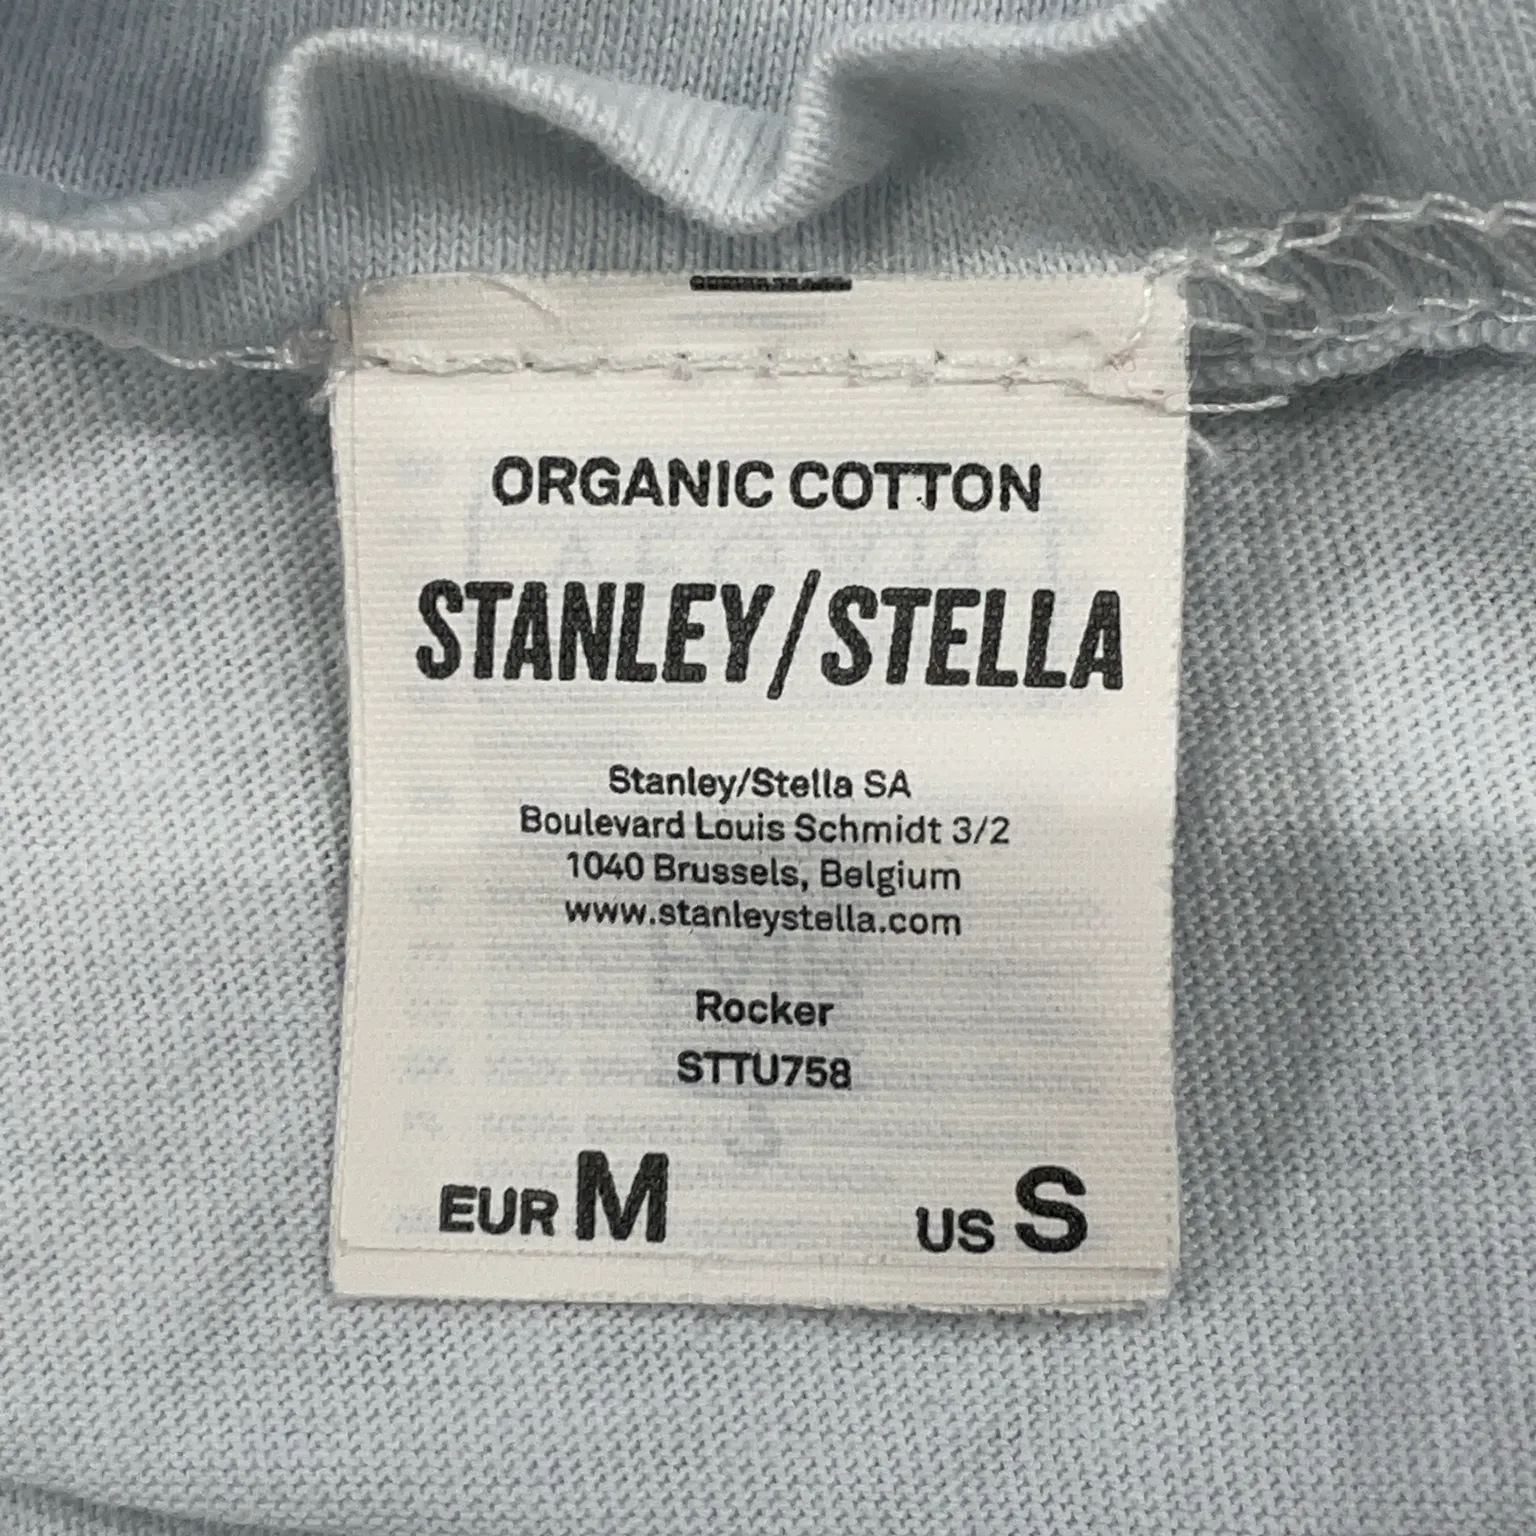 ORGANIC COTTON
STANLEY/STELLA
Stanley/Stella SA
Boulevard Louis Schmidt 3/2
1040 Brussels, Belgium
www.stanleystella.com
Rocker
STTU758
EUR M US S